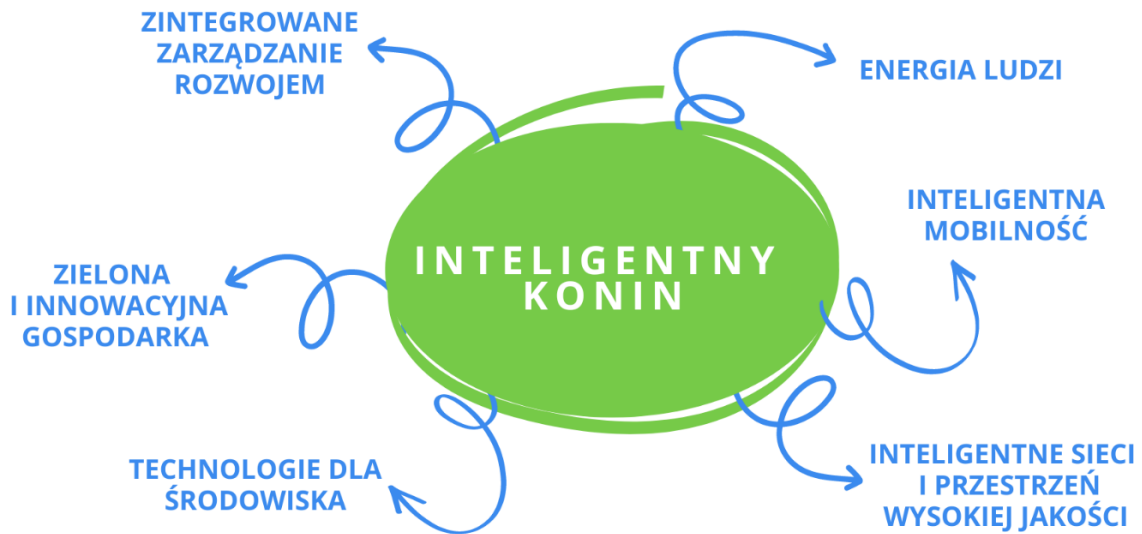 ZINTEGROWANE
ZARZĄDZANIE
ROZWOJEM
ENERGIA LUDZI
INTELIGENTNA
MOBILNOŚĆ
INTELIGENTNY
KONIN
ZIELONA
I INNOWACYJNA
GOSPODARKA
TECHNOLOGIE DLA
ŚRODOWISKA
INTELIGENTNE SIECI
I PRZESTRZEŃ
WYSOKIEJ JAKOŚCI